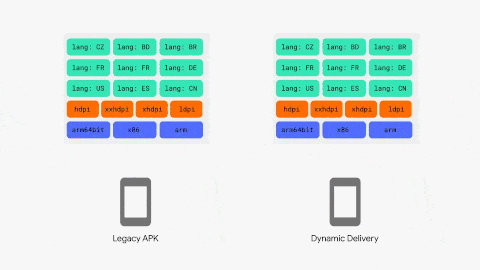 lang: CZ lang: BD lang: BR lang: CZ lang: BD lang: BR
lang: FR lang: FR lang: DE lang: FR lang: FR lang: DE
lang: US lang: ES lang: CN lang: US lang: ES lang: CN
hdpi xxhdpi xhdpi ldpi hdpi xxhdpi xhdpi ldpi
arm64bit x86 arm arm64bit x86 arm
Legacy APK Dynamic Delivery